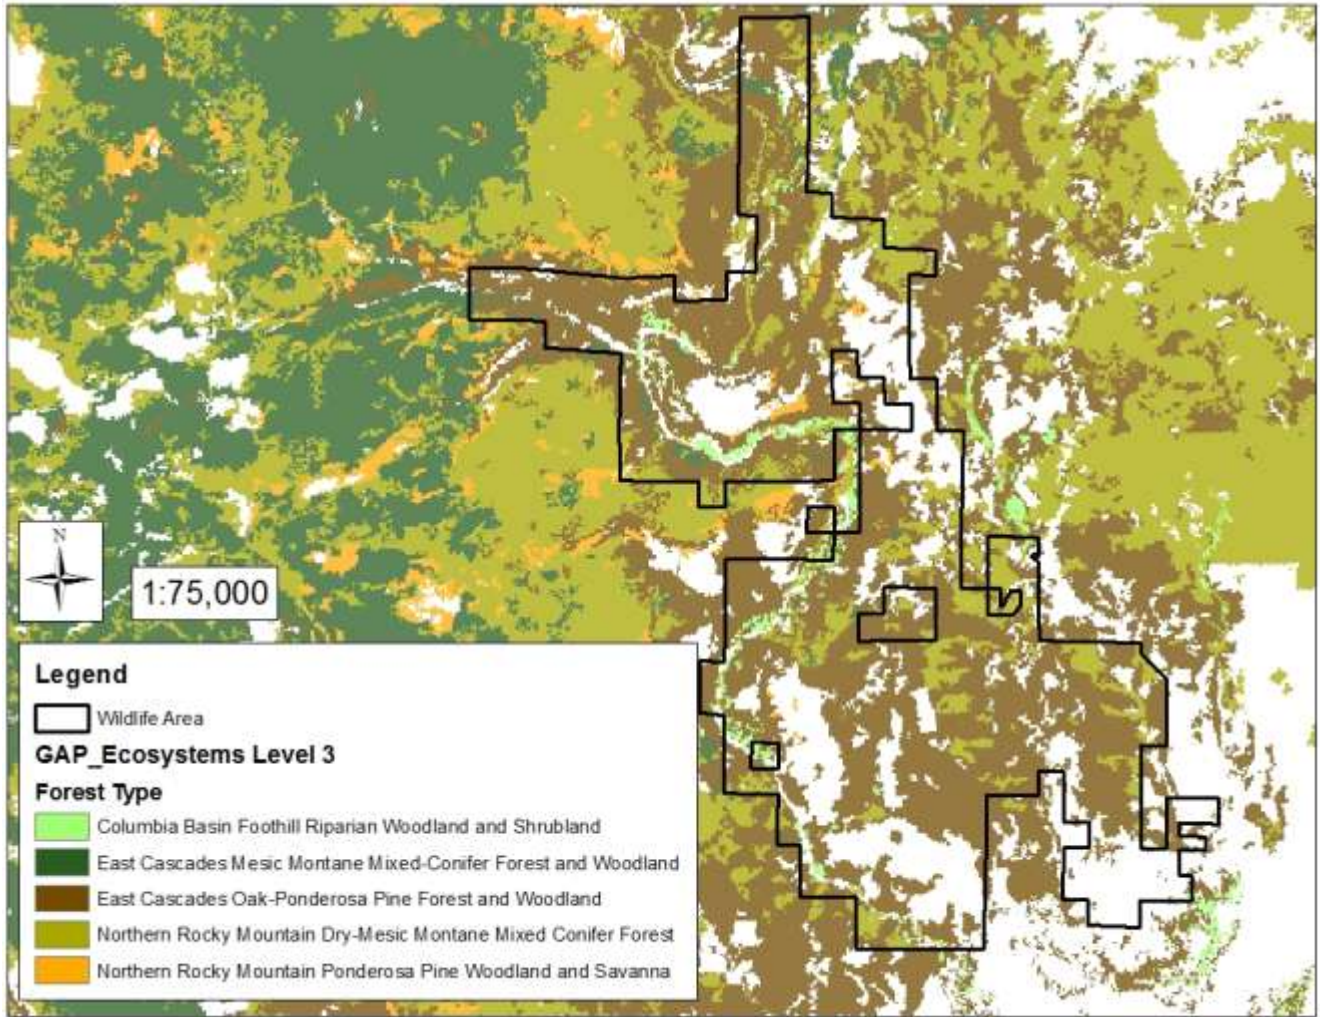 N
1:75,000
Legend
Wildlife Area
GAP_Ecosystems Level 3
Forest Type
Columbia Basin Foothill Riparian Woodland and Shrubland
East Cascades Mesic Montane Mixed-Conifer Forest and Woodland
East Cascades Oak-Ponderosa Pine Forest and Woodland
Northern Rocky Mountain Dry-Mesic Montane Mixed Conifer Forest
Northern Rocky Mountain Ponderosa Pine Woodland and Savanna